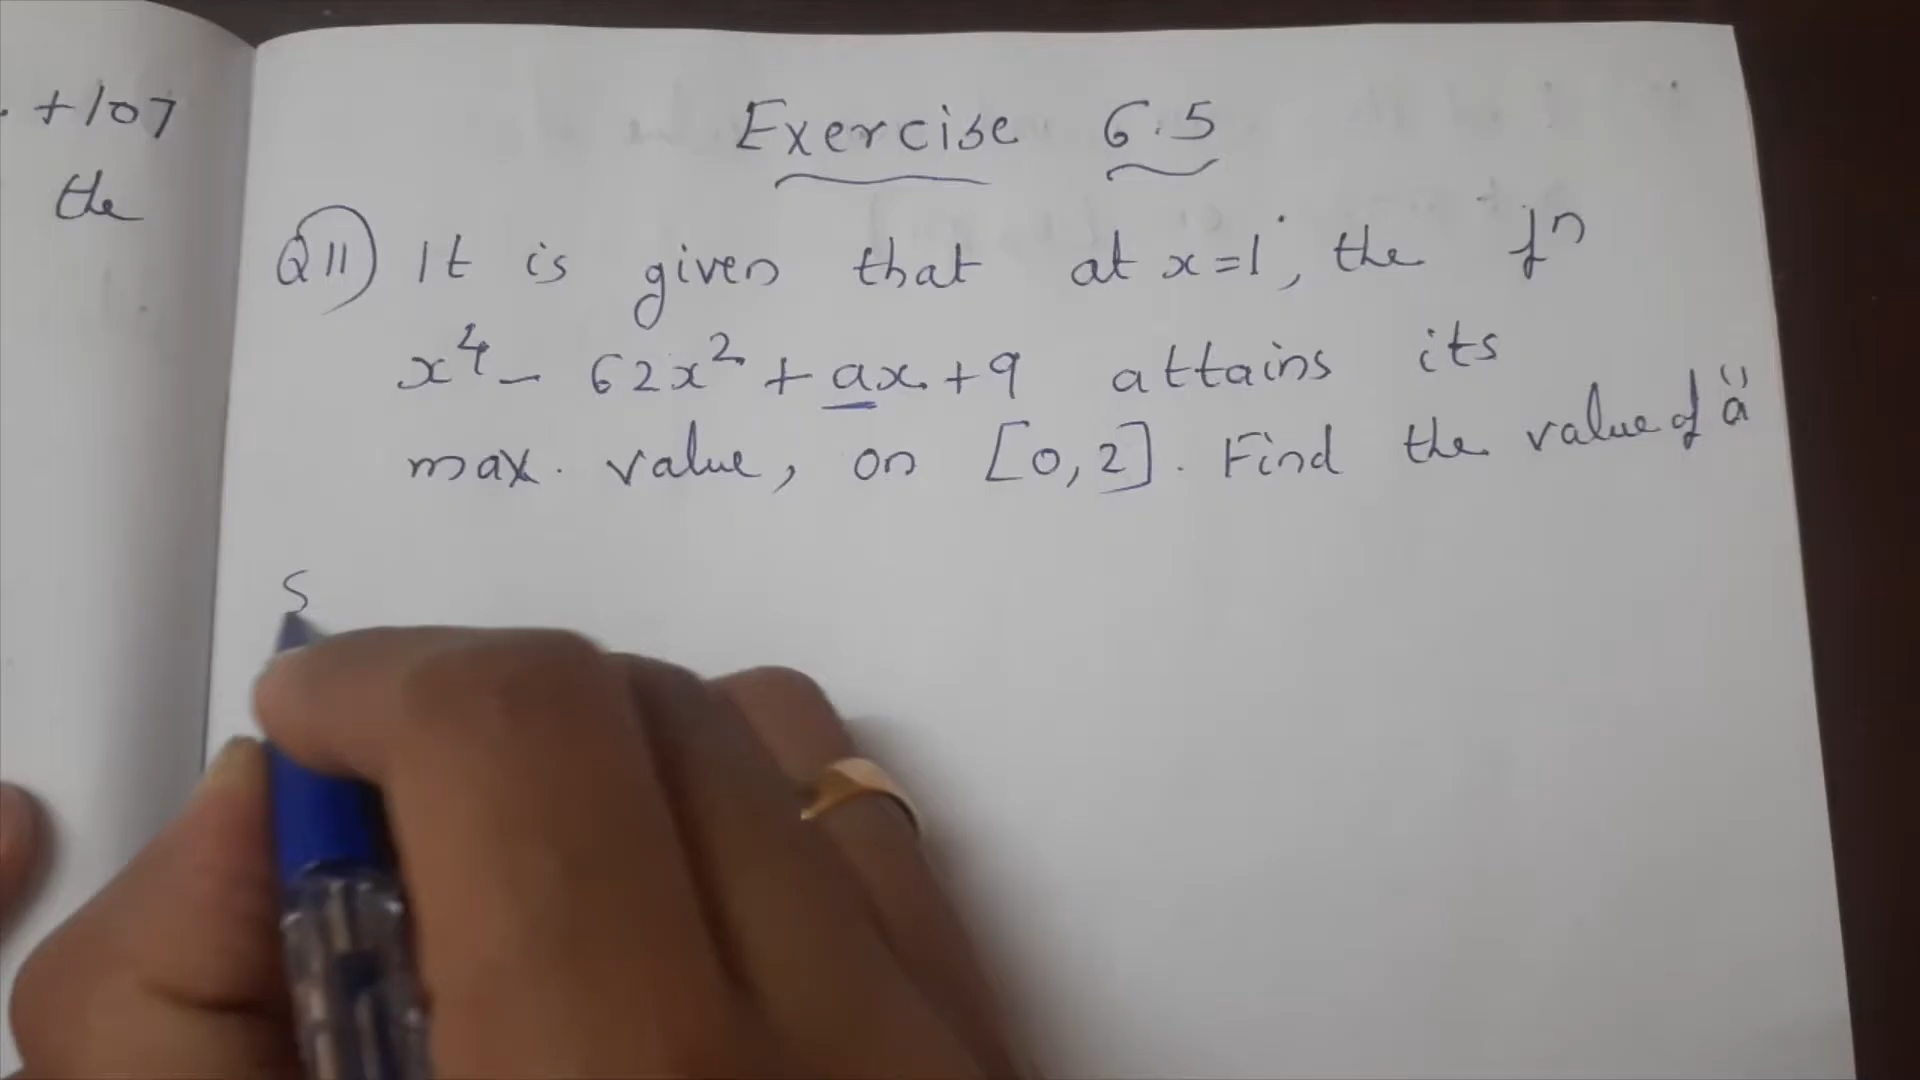 . +107
the
Exercise 6.5
Q11) It is given that at x=1, the fⁿ
x⁴ - 62x² + ax + 9 attains its
max. value, on [0,2]. Find the value of "a
S